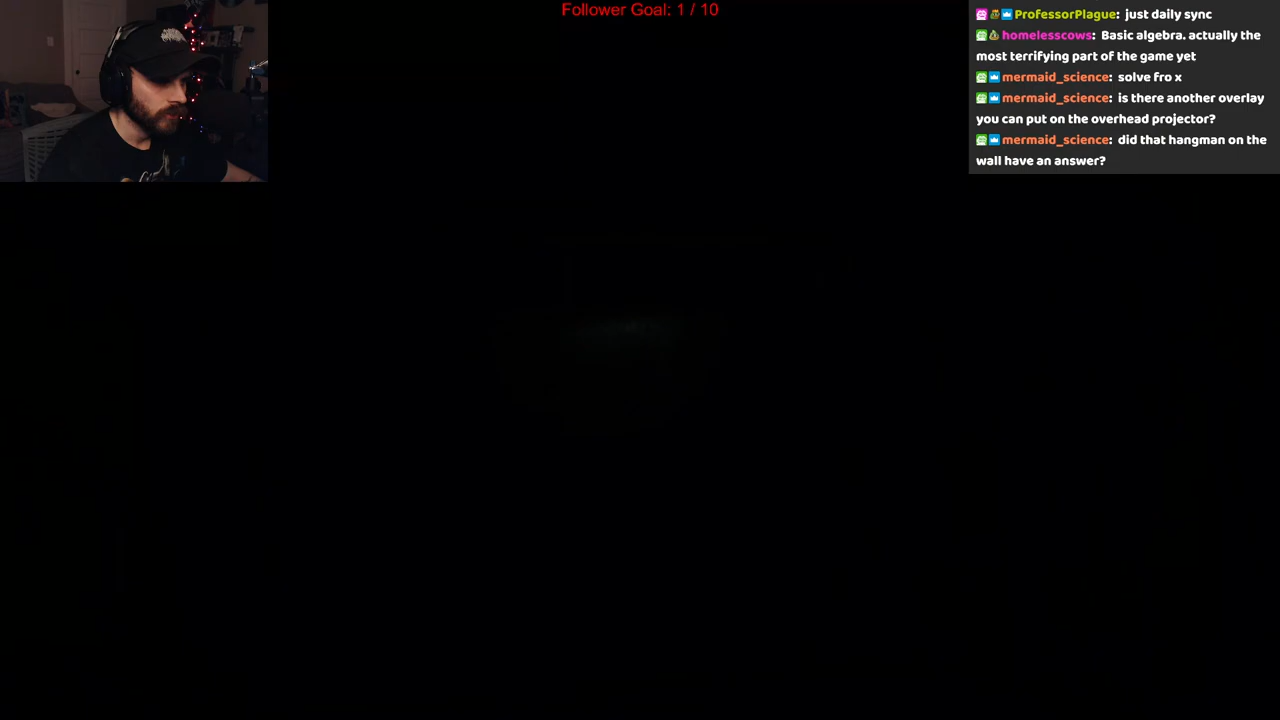 Follower Goal: 1 / 10
ProfessorPlague: just daily sync
homelesscows: Basic algebra. actually the
most terrifying part of the game yet
mermaid_science: solve fro x
mermaid_science: is there another overlay
you can put on the overhead projector?
mermaid_science: did that hangman on the
wall have an answer?